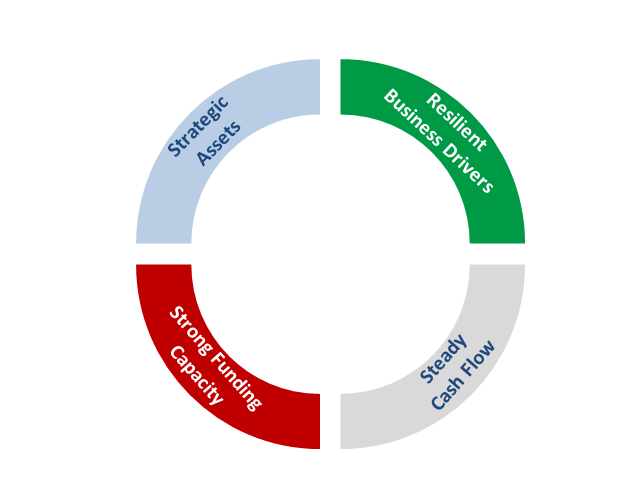 Strategic
Assets
Resilient
Business Drivers
Strong Funding
Capacity
Steady
Cash Flow